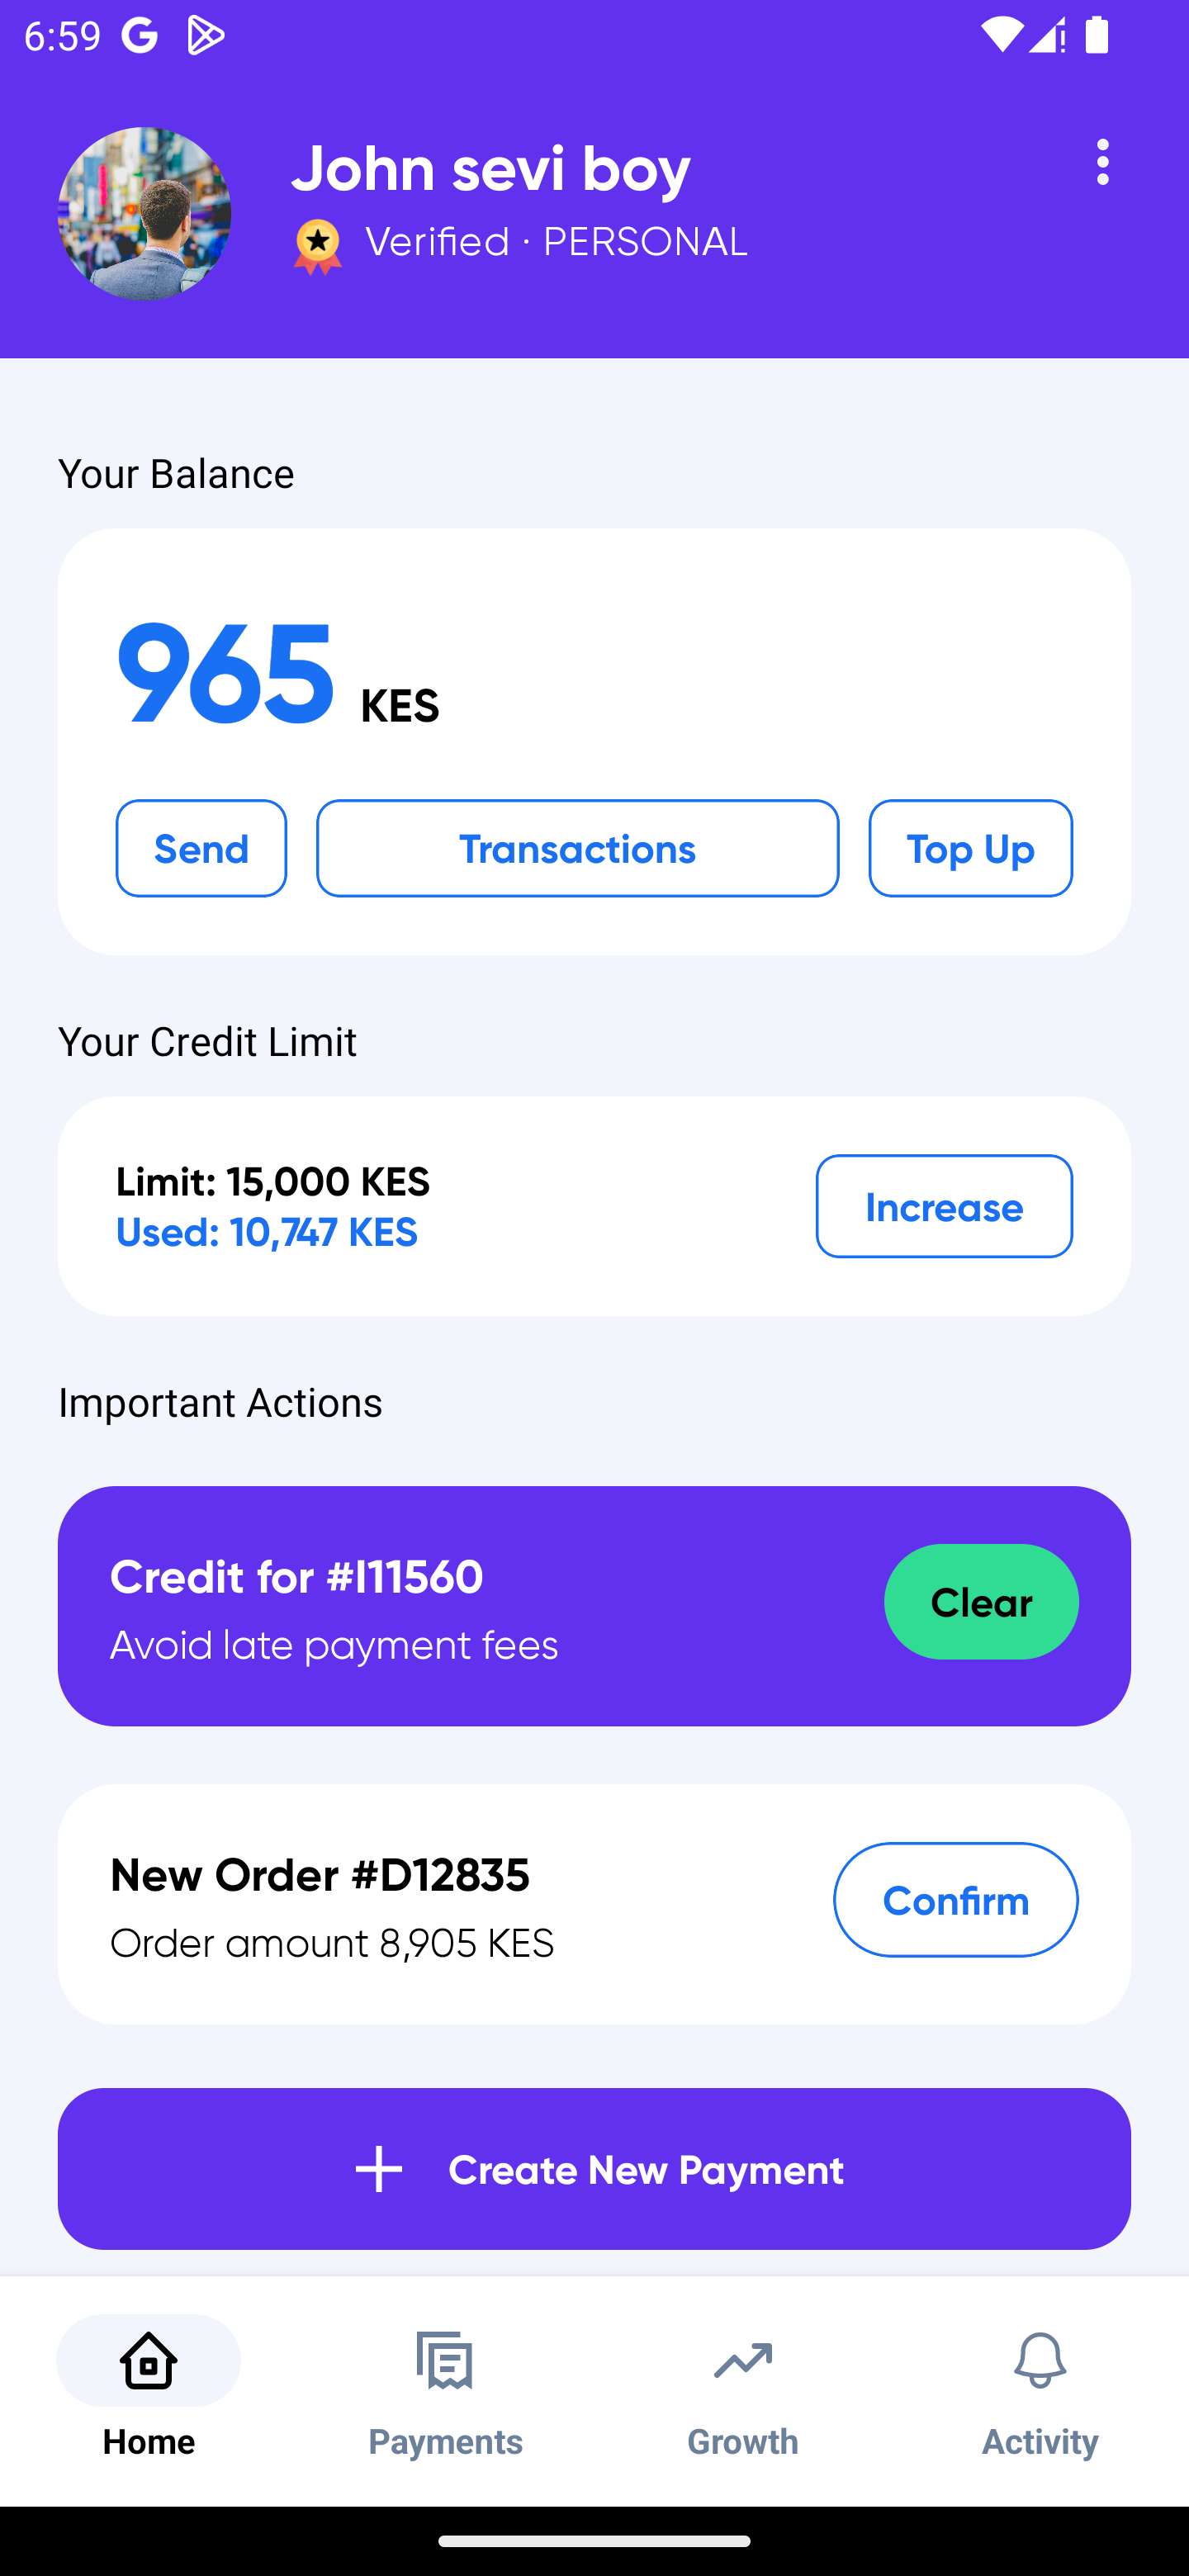 6:59
John sevi boy
Verified · PERSONAL
Your Balance
965 KES
Send
Transactions
Top Up
Your Credit Limit
Limit: 15,000 KES
Used: 10,747 KES
Increase
Important Actions
Credit for #I11560
Avoid late payment fees
Clear
New Order #D12835
Order amount 8,905 KES
Confirm
Create New Payment
Home
Payments
Growth
Activity